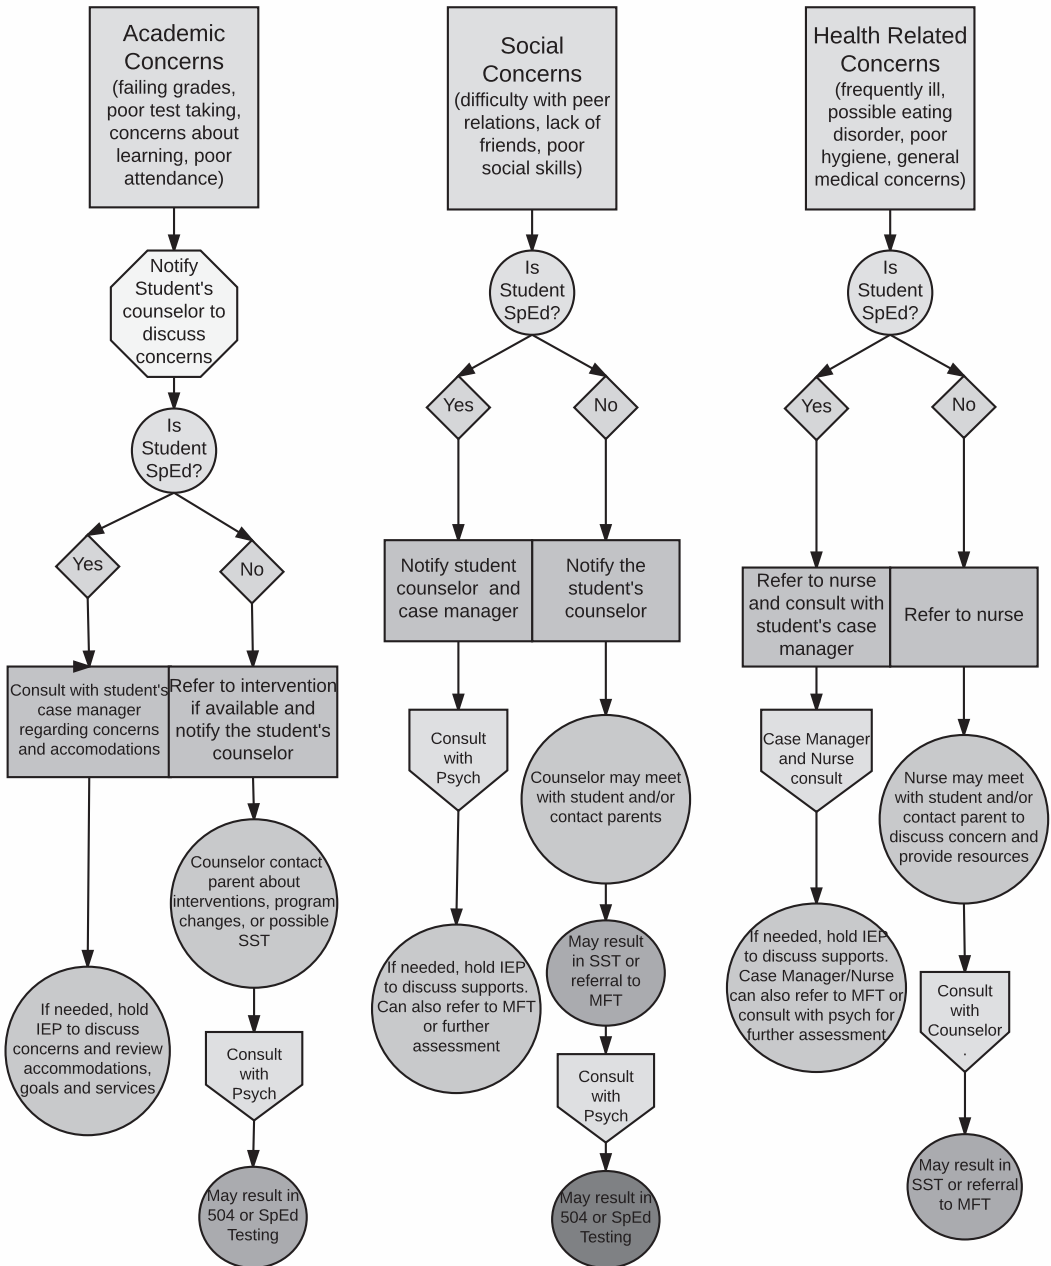 Academic
Concerns
(failing grades,
poor test taking,
concerns about
learning, poor
attendance)
Notify
Student's
counselor to
discuss
concerns
Is
Student
SpEd?
Yes
No
Consult with student's
case manager
regarding concerns
and accomodations
Refer to intervention
if available and
notify the student's
counselor
Counselor contact
parent about
interventions, program
changes, or possible
SST
If needed, hold
IEP to discuss
concerns and review
accommodations,
goals and services
Consult
with
Psych
May result in
504 or SpEd
Testing
Social
Concerns
(difficulty with peer
relations, lack of
friends, poor
social skills)
Is
Student
SpEd?
Yes
No
Notify student
counselor and
case manager
Notify the
student's
counselor
Consult
with
Psych
Counselor may meet
with student and/or
contact parents
If needed, hold IEP
to discuss supports.
Can also refer to MFT
or further
assessment
May result
in SST or
referral to
MFT
Consult
with
Psych
May result in
504 or SpEd
Testing
Health Related
Concerns
(frequently ill,
possible eating
disorder, poor
hygiene, general
medical concerns)
Is
Student
SpEd?
Yes
No
Refer to nurse
and consult with
student's case
manager
Refer to nurse
Case Manager
and Nurse
consult
Nurse may meet
with student and/or
contact parent to
discuss concern and
provide resources
If needed, hold IEP
to discuss supports.
Case Manager/Nurse
can also refer to MFT or
consult with psych for
further assessment
Consult
with
Counselor
.
May result in
SST or referral
to MFT